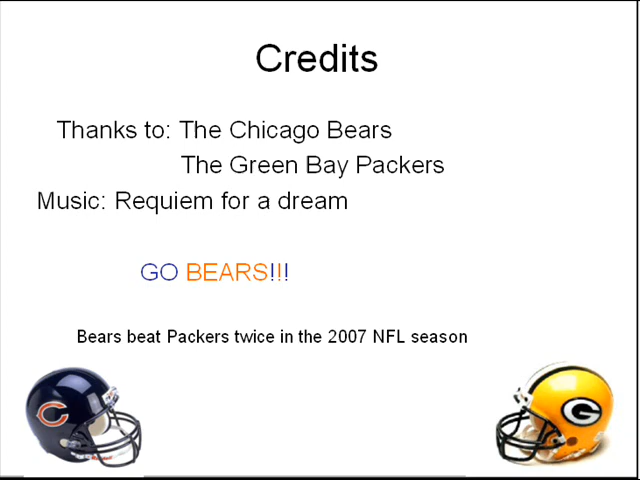 Credits
Thanks to: The Chicago Bears
The Green Bay Packers
Music: Requiem for a dream
GO BEARS!!!
Bears beat Packers twice in the 2007 NFL season
C
G